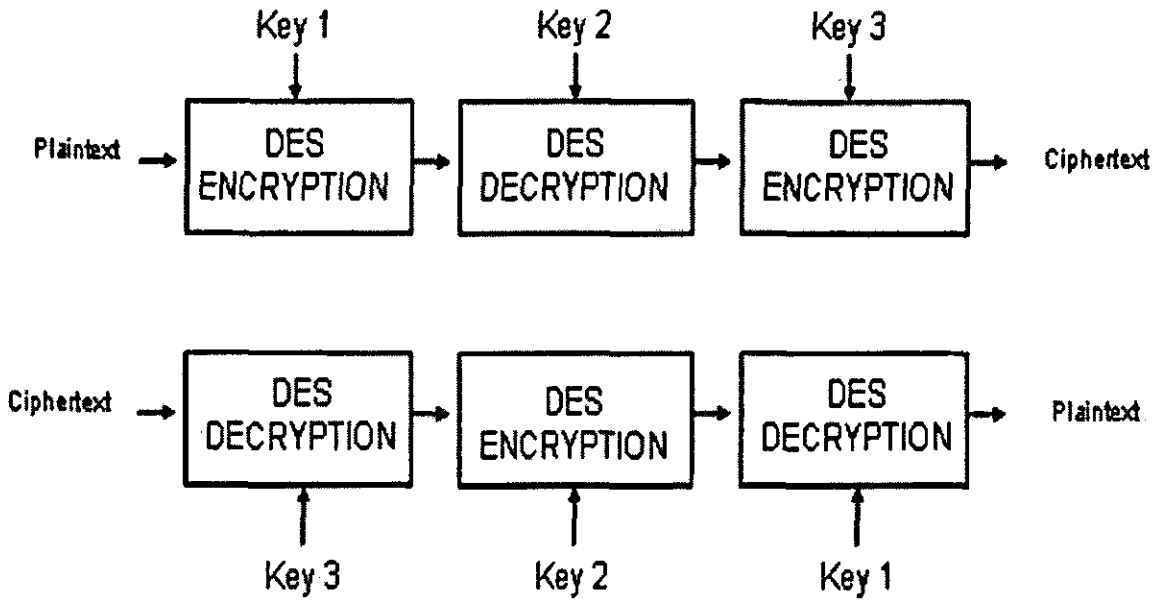 Key 1
Key 2
Key 3
Plaintext
DES
ENCRYPTION
DES
DECRYPTION
DES
ENCRYPTION
Ciphertext
Ciphertext
DES
DECRYPTION
DES
ENCRYPTION
DES
DECRYPTION
Plaintext
Key 3
Key 2
Key 1